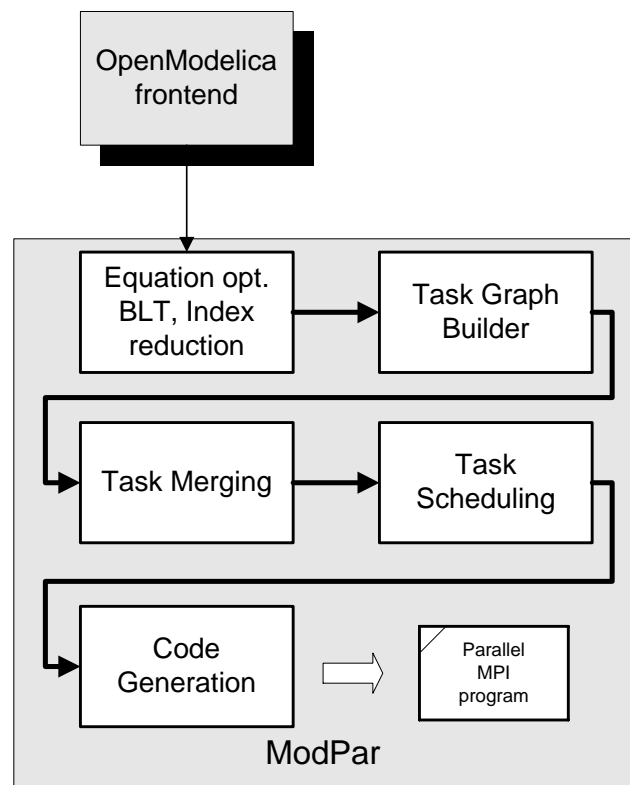 OpenModelica
frontend
Equation opt.
BLT, Index
reduction
Task Graph
Builder
Task Merging
Task
Scheduling
Code
Generation
Parallel
MPI
program
ModPar